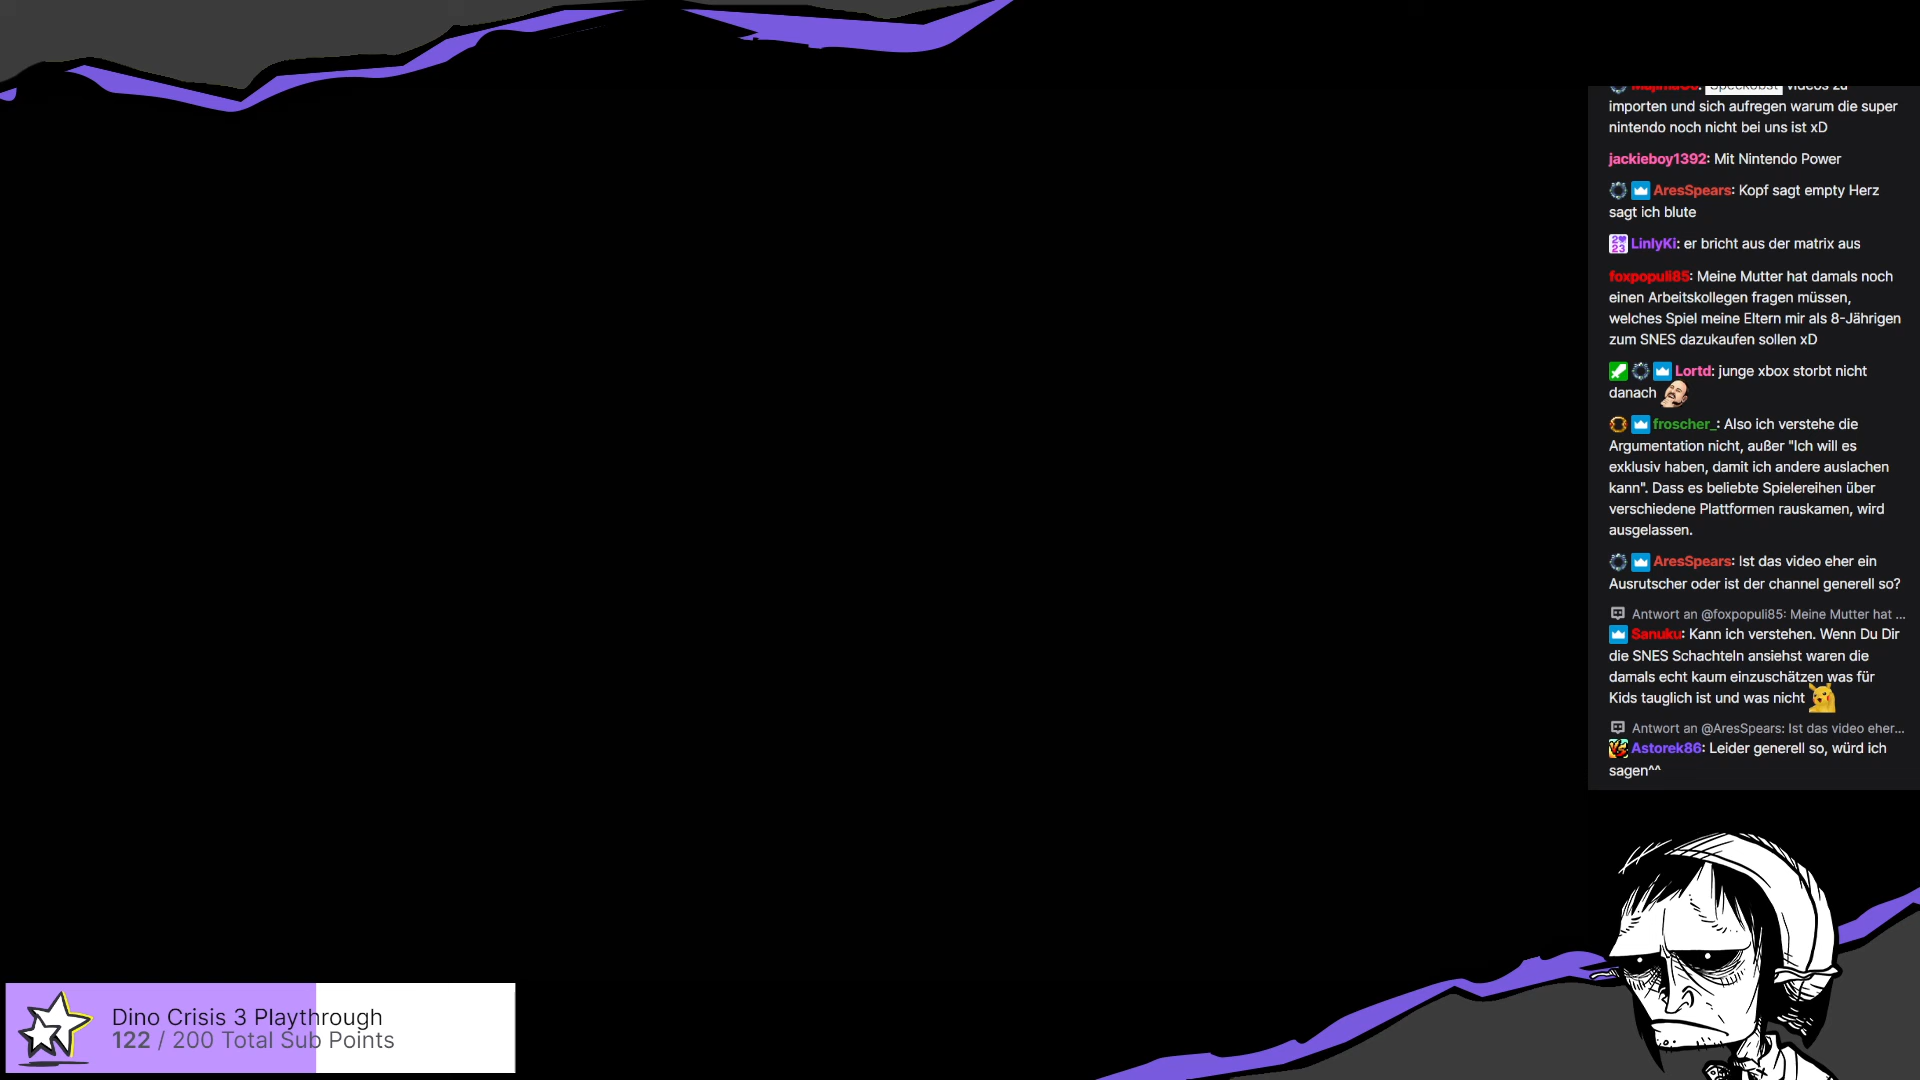 videos zu
importen und sich aufregen warum die super
nintendo noch nicht bei uns ist xD
jackieboy1392: Mit Nintendo Power
AresSpears: Kopf sagt empty Herz
sagt ich blute
LinlyKi: er bricht aus der matrix aus
foxpopuli85: Meine Mutter hat damals noch
einen Arbeitskollegen fragen müssen,
welches Spiel meine Eltern mir als 8-Jährigen
zum SNES dazukaufen sollen xD
Lortd: junge xbox storbt nicht
danach
froscher_: Also ich verstehe die
Argumentation nicht, außer "Ich will es
exklusiv haben, damit ich andere auslachen
kann". Dass es beliebte Spielereihen über
verschiedene Plattformen rauskamen, wird
ausgelassen.
AresSpears: Ist das video eher ein
Ausrutscher oder ist der channel generell so?
Antwort an @foxpopuli85: Meine Mutter hat ...
Sanuku: Kann ich verstehen. Wenn Du Dir
die SNES Schachteln ansiehst waren die
damals echt kaum einzuschätzen was für
Kids tauglich ist und was nicht
Antwort an @AresSpears: Ist das video eher...
Astorek86: Leider generell so, würd ich
sagen^^
Dino Crisis 3 Playthrough
122 / 200 Total Sub Points